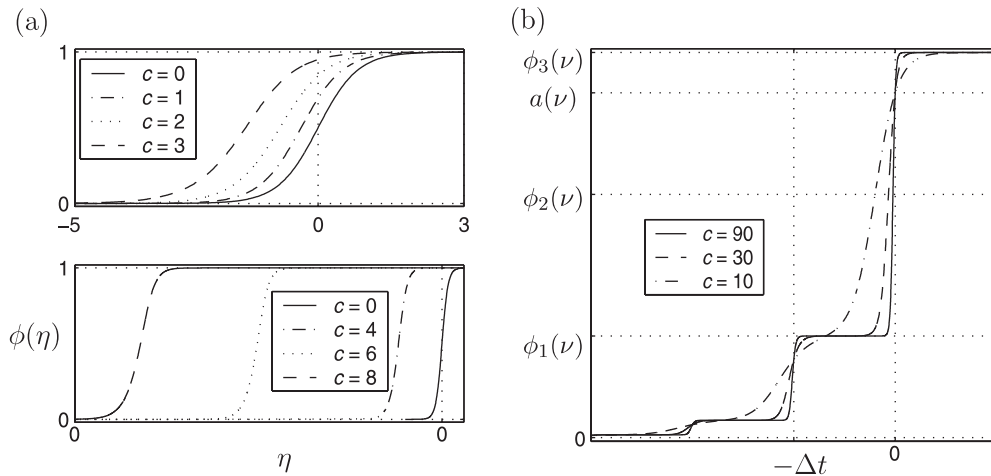 (a)
1
c = 0
c = 1
c = 2
c = 3
0
−5
0
3
1
c = 0
c = 4
c = 6
c = 8
ϕ(η)
0
0
η
(b)
ϕ₃(ν)
a(ν)
ϕ₂(ν)
c = 90
c = 30
c = 10
ϕ₁(ν)
0
−Δt
0